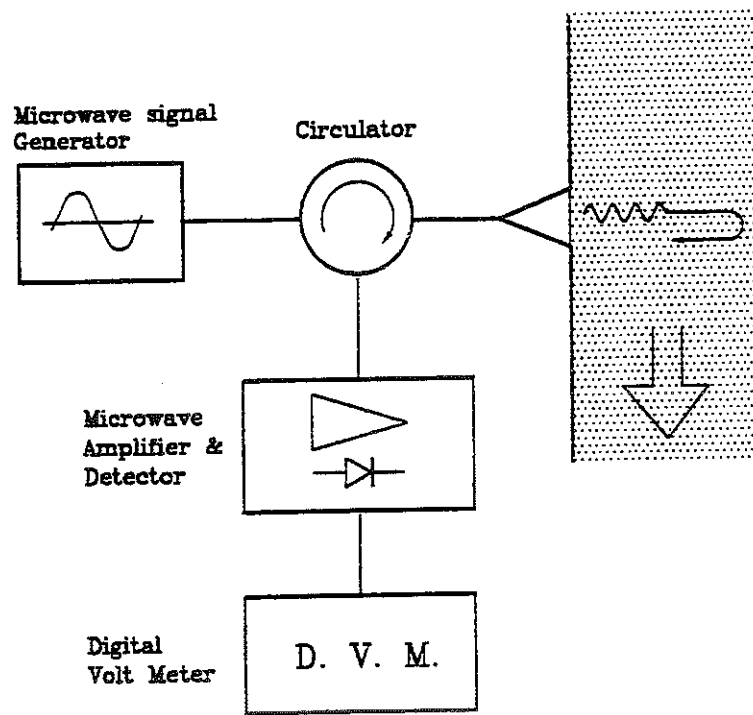 Microwave signal
Generator
Circulator
Microwave
Amplifier &
Detector
Digital
Volt Meter
D. V. M.